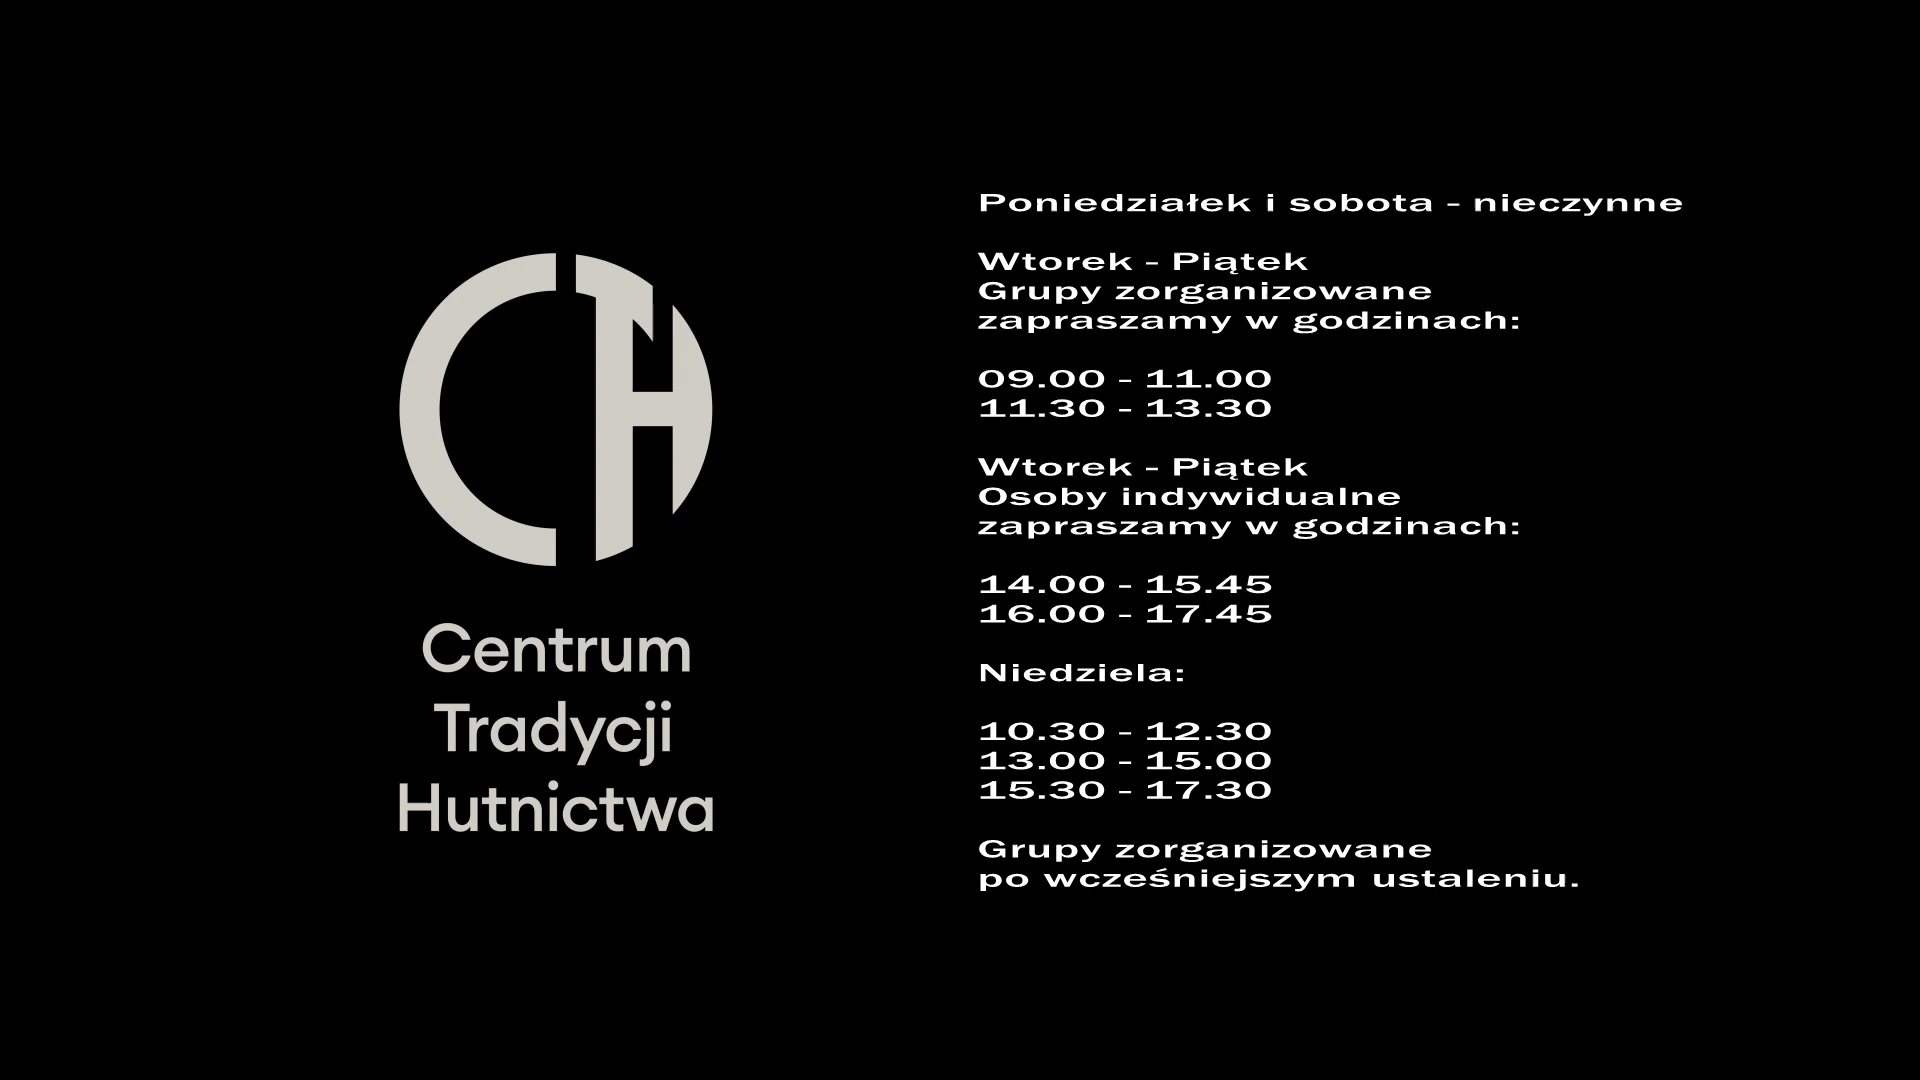 Centrum
Tradycji
Hutnictwa
Poniedziałek i sobota - nieczynne
Wtorek - Piątek
Grupy zorganizowane
zapraszamy w godzinach:
09.00 - 11.00
11.30 - 13.30
Wtorek - Piątek
Osoby indywidualne
zapraszamy w godzinach:
14.00 - 15.45
16.00 - 17.45
Niedziela:
10.30 - 12.30
13.00 - 15.00
15.30 - 17.30
Grupy zorganizowane
po wcześniejszym ustaleniu.